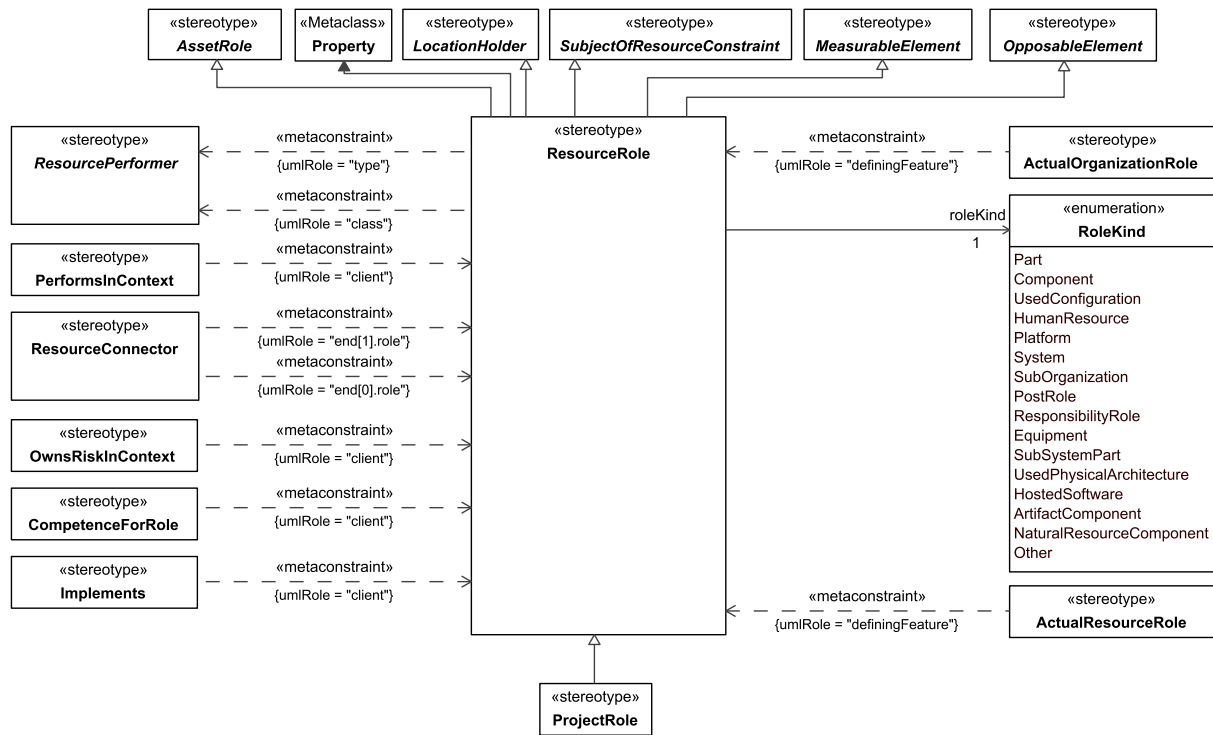 «stereotype»
AssetRole
«Metaclass»
Property
«stereotype»
LocationHolder
«stereotype»
SubjectOfResourceConstraint
«stereotype»
MeasurableElement
«stereotype»
OpposableElement
«stereotype»
ResourcePerformer
«metaconstraint»
{umlRole = "type"}
«metaconstraint»
{umlRole = "class"}
«stereotype»
ResourceRole
«metaconstraint»
{umlRole = "definingFeature"}
«stereotype»
ActualOrganizationRole
«stereotype»
PerformsInContext
«metaconstraint»
{umlRole = "client"}
roleKind
1
«enumeration»
RoleKind
Part
Component
UsedConfiguration
HumanResource
Platform
System
SubOrganization
PostRole
ResponsibilityRole
Equipment
SubSystemPart
UsedPhysicalArchitecture
HostedSoftware
ArtifactComponent
NaturalResourceComponent
Other
«stereotype»
ResourceConnector
«metaconstraint»
{umlRole = "end[1].role"}
«metaconstraint»
{umlRole = "end[0].role"}
«stereotype»
OwnsRiskInContext
«metaconstraint»
{umlRole = "client"}
«stereotype»
CompetenceForRole
«metaconstraint»
{umlRole = "client"}
«stereotype»
Implements
«metaconstraint»
{umlRole = "client"}
«metaconstraint»
{umlRole = "definingFeature"}
«stereotype»
ActualResourceRole
«stereotype»
ProjectRole